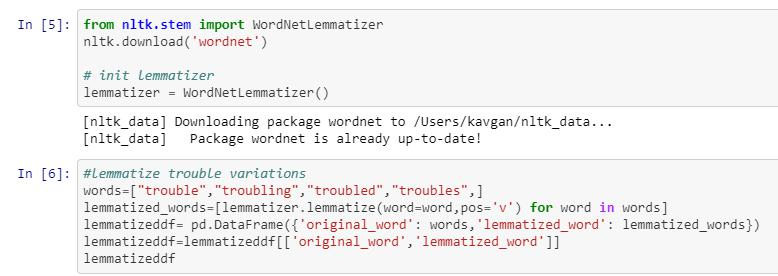 In [5]: from nltk.stem import WordNetLemmatizer
nltk.download('wordnet')
# init lemmatizer
lemmatizer = WordNetLemmatizer()
[nltk_data] Downloading package wordnet to /Users/kavgan/nltk_data...
[nltk_data]   Package wordnet is already up-to-date!
In [6]: #lemmatize trouble variations
words=["trouble","troubling","troubled","troubles",]
lemmatized_words=[lemmatizer.lemmatize(word=word,pos='v') for word in words]
lemmatizeddf= pd.DataFrame({'original_word': words,'lemmatized_word': lemmatized_words})
lemmatizeddf=lemmatizeddf[['original_word','lemmatized_word']]
lemmatizeddf